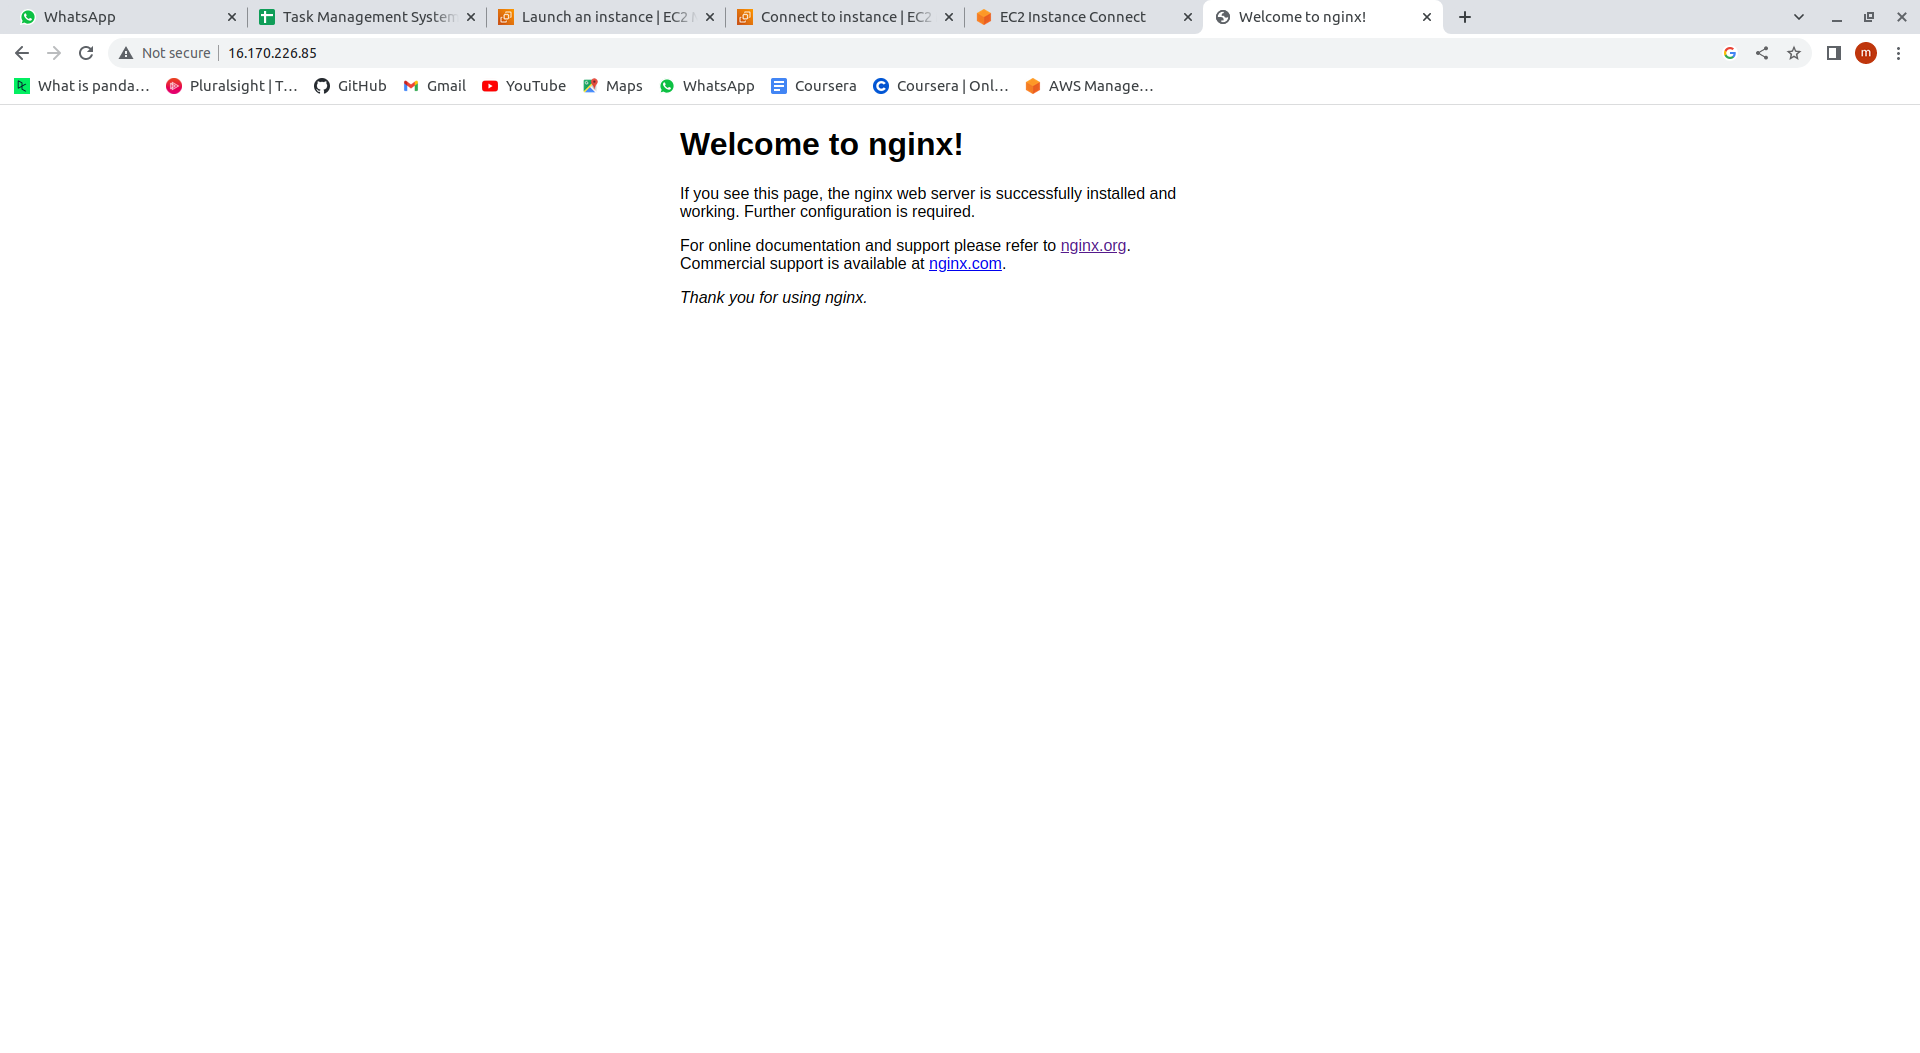 WhatsApp
Task Management System
Launch an instance | EC2 M
Connect to instance | EC2
EC2 Instance Connect
Welcome to nginx!
Not secure
16.170.226.85
m
What is panda…
Pluralsight | T…
GitHub
Gmail
YouTube
Maps
WhatsApp
Coursera
Coursera | Onl…
AWS Manage…
Welcome to nginx!
If you see this page, the nginx web server is successfully installed and
working. Further configuration is required.
For online documentation and support please refer to nginx.org.
Commercial support is available at nginx.com.
Thank you for using nginx.